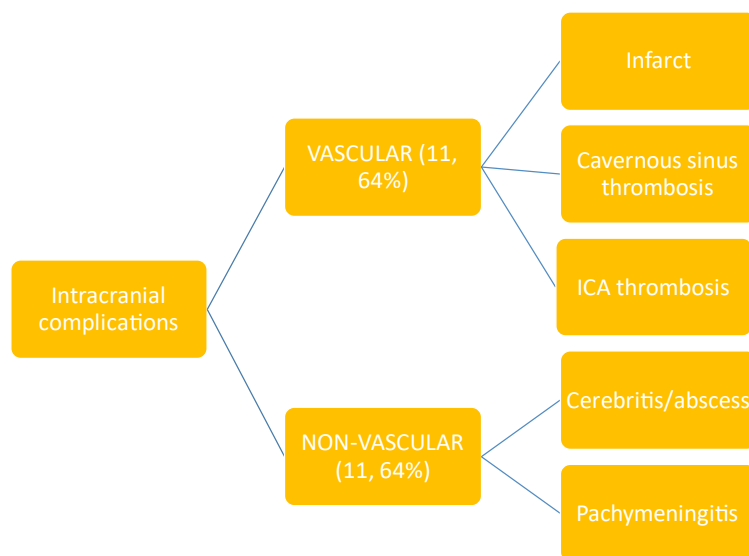 Intracranial
complications
VASCULAR (11,
64%)
NON-VASCULAR
(11, 64%)
Infarct
Cavernous sinus
thrombosis
ICA thrombosis
Cerebritis/abscess
Pachymeningitis